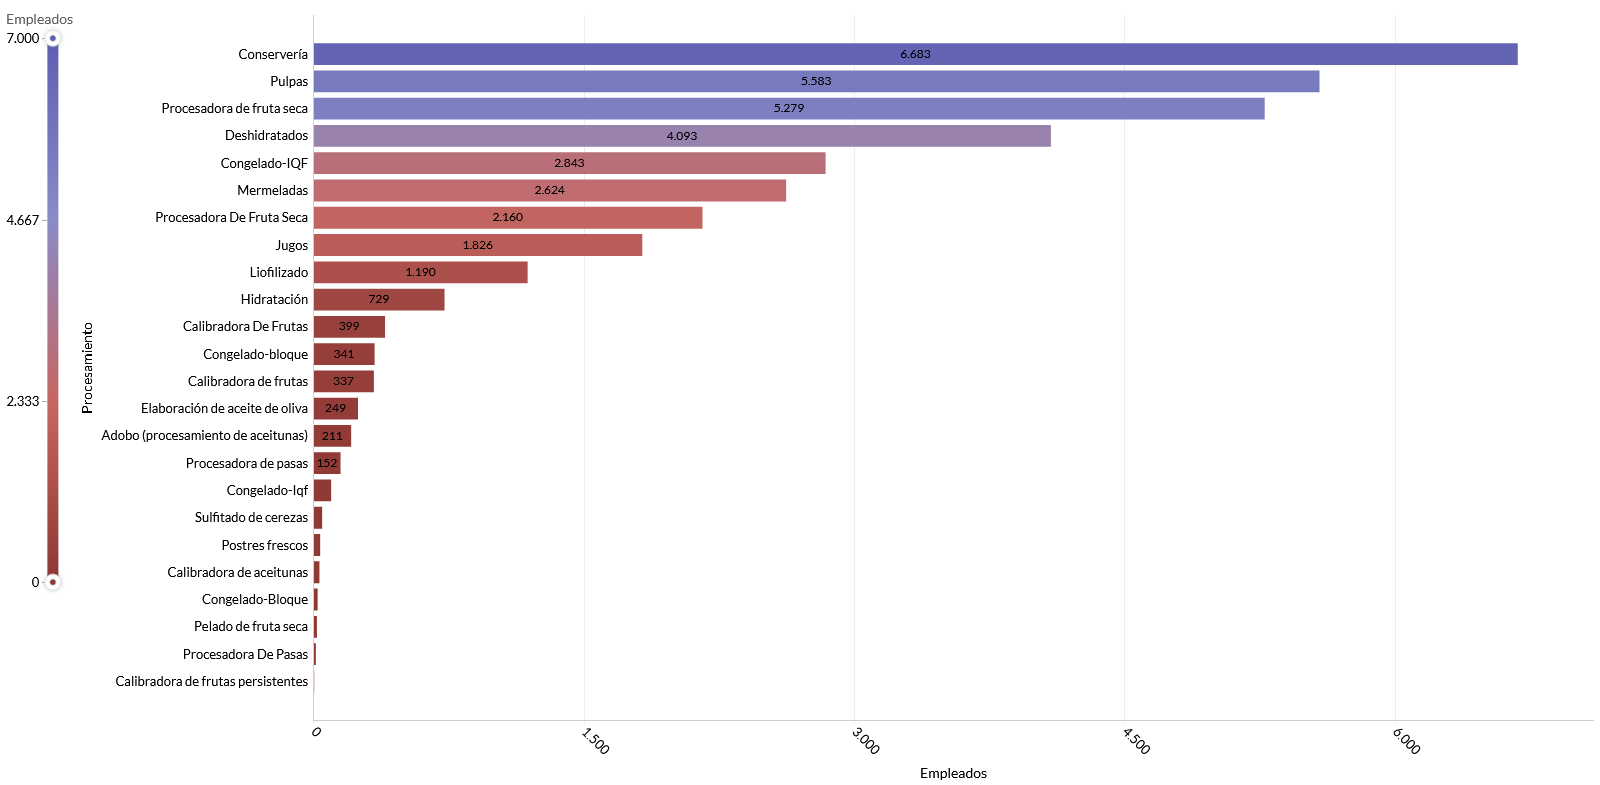 Empleados
7.000
4.667
2.333
0
Procesamiento
Conservería
6.683
Pulpas
5.583
Procesadora de fruta seca
5.279
Deshidratados
4.093
Congelado-IQF
2.843
Mermeladas
2.624
Procesadora De Fruta Seca
2.160
Jugos
1.826
Liofilizado
1.190
Hidratación
729
Calibradora De Frutas
399
Congelado-bloque
341
Calibradora de frutas
337
Elaboración de aceite de oliva
249
Adobo (procesamiento de aceitunas)
211
Procesadora de pasas
152
Congelado-Iqf
Sulfitado de cerezas
Postres frescos
Calibradora de aceitunas
Congelado-Bloque
Pelado de fruta seca
Procesadora De Pasas
Calibradora de frutas persistentes
0
1.500
3.000
4.500
6.000
Empleados